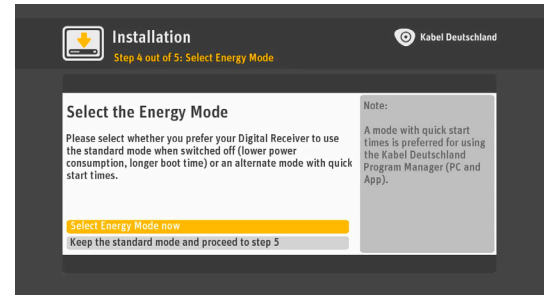 Installation
Kabel Deutschland
Step 4 out of 5: Select Energy Mode
Select the Energy Mode
Please select whether you prefer your Digital Receiver to use
the standard mode when switched off (lower power
consumption, longer boot time) or an alternate mode with quick
start times.
Select Energy Mode now
Keep the standard mode and proceed to step 5
Note:
A mode with quick start
times is preferred for using
the Kabel Deutschland
Program Manager (PC and
App).